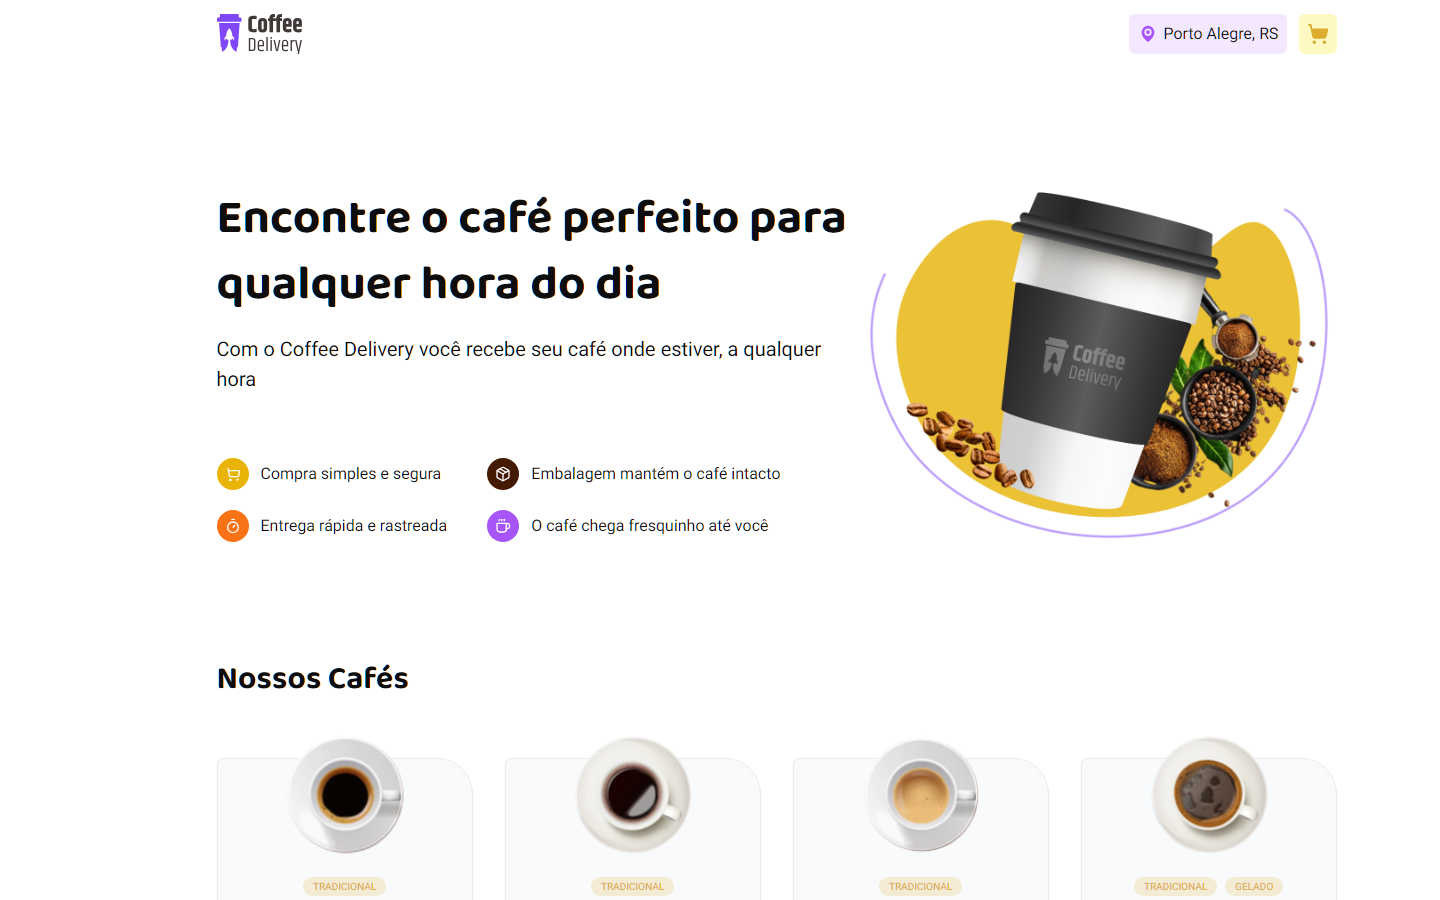 Coffee
Delivery
Porto Alegre, RS
Encontre o café perfeito para
qualquer hora do dia
Com o Coffee Delivery você recebe seu café onde estiver, a qualquer
hora
Coffee
Delivery
Compra simples e segura
Embalagem mantém o café intacto
Entrega rápida e rastreada
O café chega fresquinho até você
Nossos Cafés
TRADICIONAL
TRADICIONAL
TRADICIONAL
TRADICIONAL GELADO